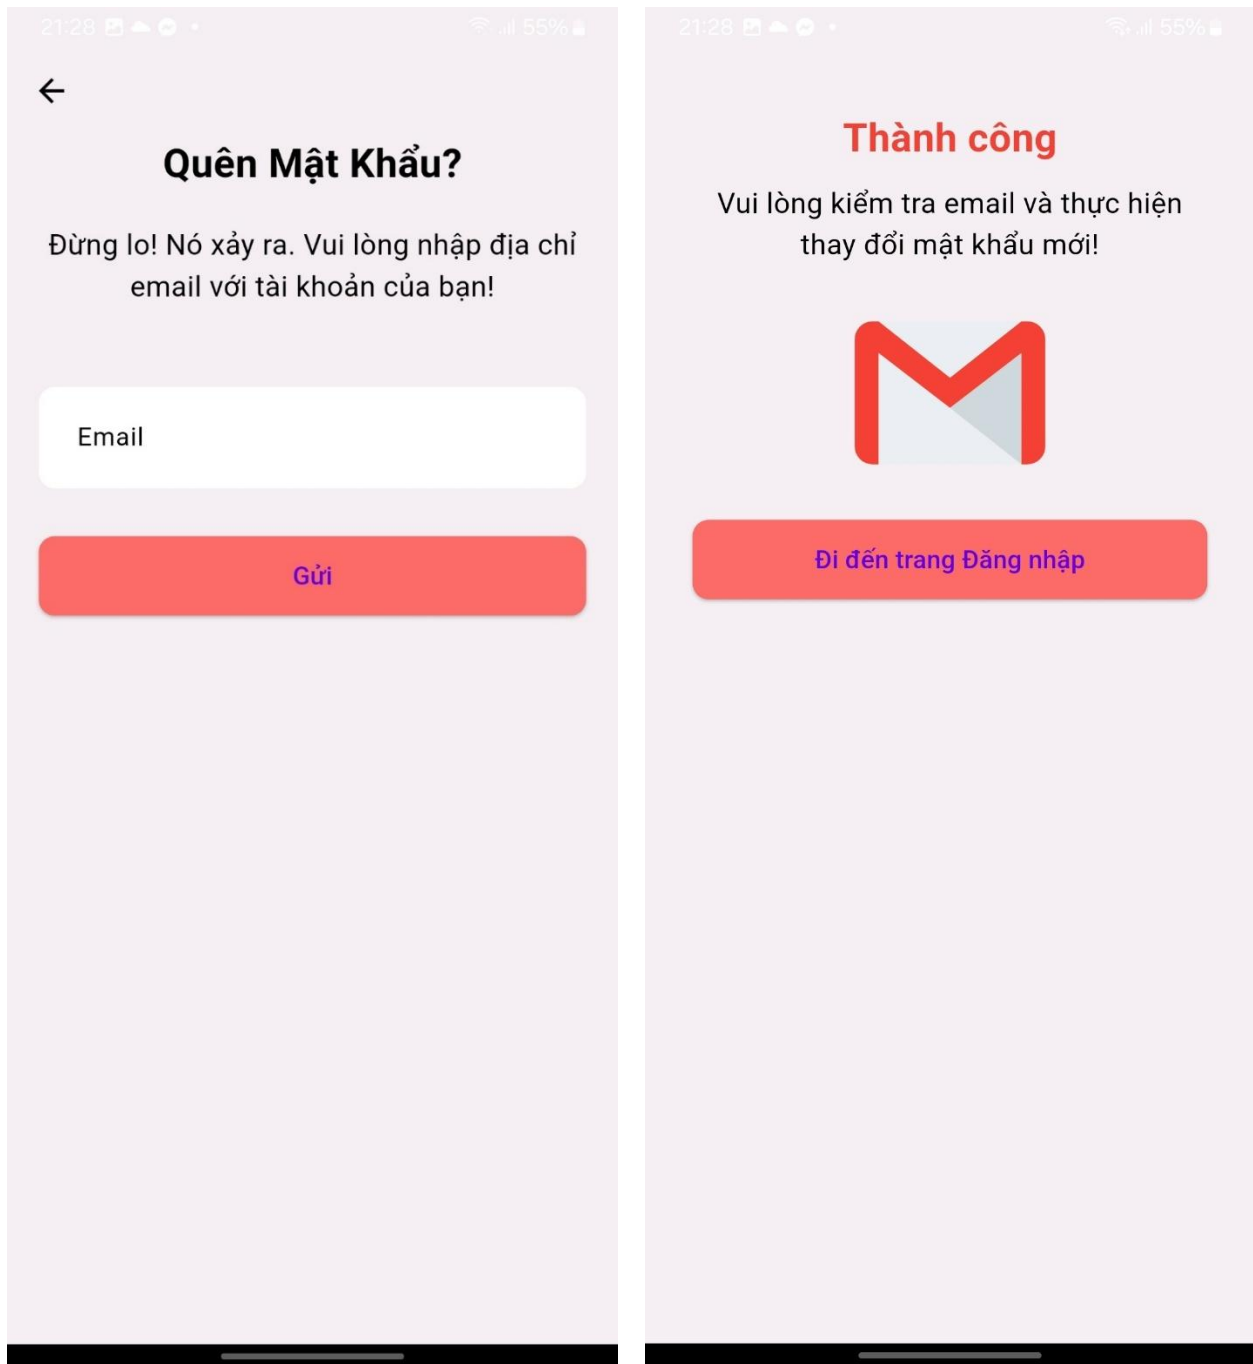 21:28
55%
Quên Mật Khẩu?
Đừng lo! Nó xảy ra. Vui lòng nhập địa chỉ
email với tài khoản của bạn!
Email
Gửi
21:28
55%
Thành công
Vui lòng kiểm tra email và thực hiện
thay đổi mật khẩu mới!
Đi đến trang Đăng nhập